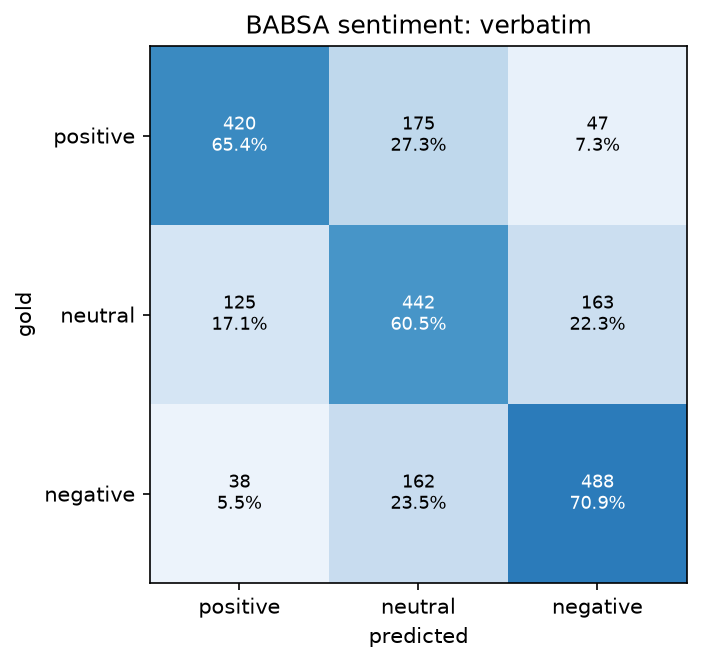 BABSA sentiment: verbatim
gold
positive
420
65.4%
175
27.3%
47
7.3%
neutral
125
17.1%
442
60.5%
163
22.3%
negative
38
5.5%
162
23.5%
488
70.9%
positive
neutral
negative
predicted